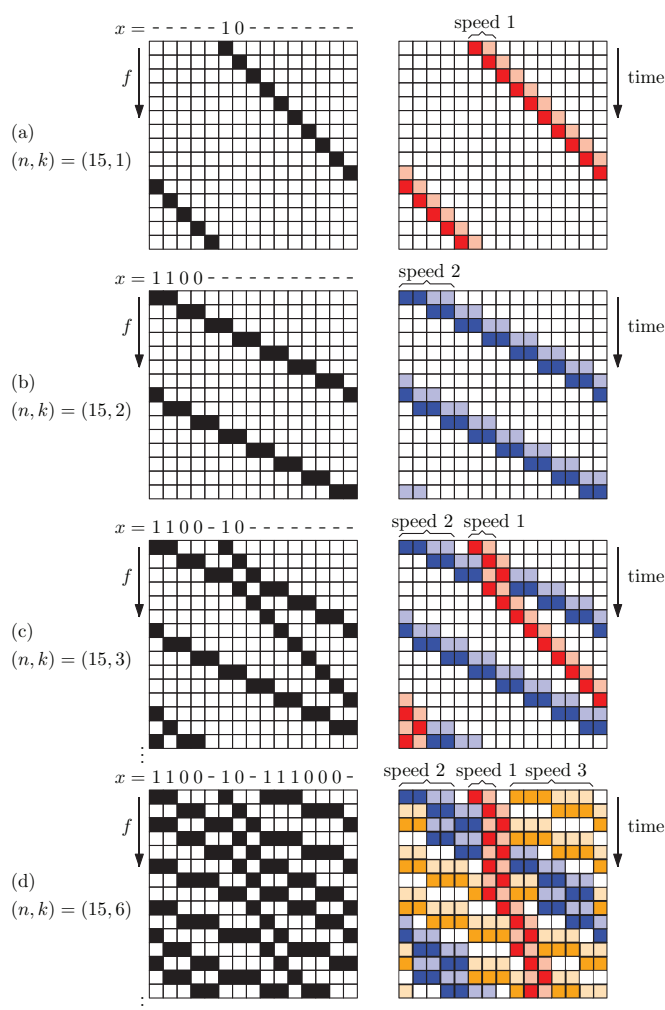 x = - - - - - 1 0 - - - - - - - -
speed 1
f
time
(a)
(n, k) = (15, 1)
x = 1 1 0 0 - - - - - - - - - - -
speed 2
f
time
(b)
(n, k) = (15, 2)
x = 1 1 0 0 - 1 0 - - - - - - - -
speed 2 speed 1
f
time
(c)
(n, k) = (15, 3)
⋮
x = 1 1 0 0 - 1 0 - 1 1 1 0 0 0 -
speed 2 speed 1 speed 3
f
time
(d)
(n, k) = (15, 6)
⋮